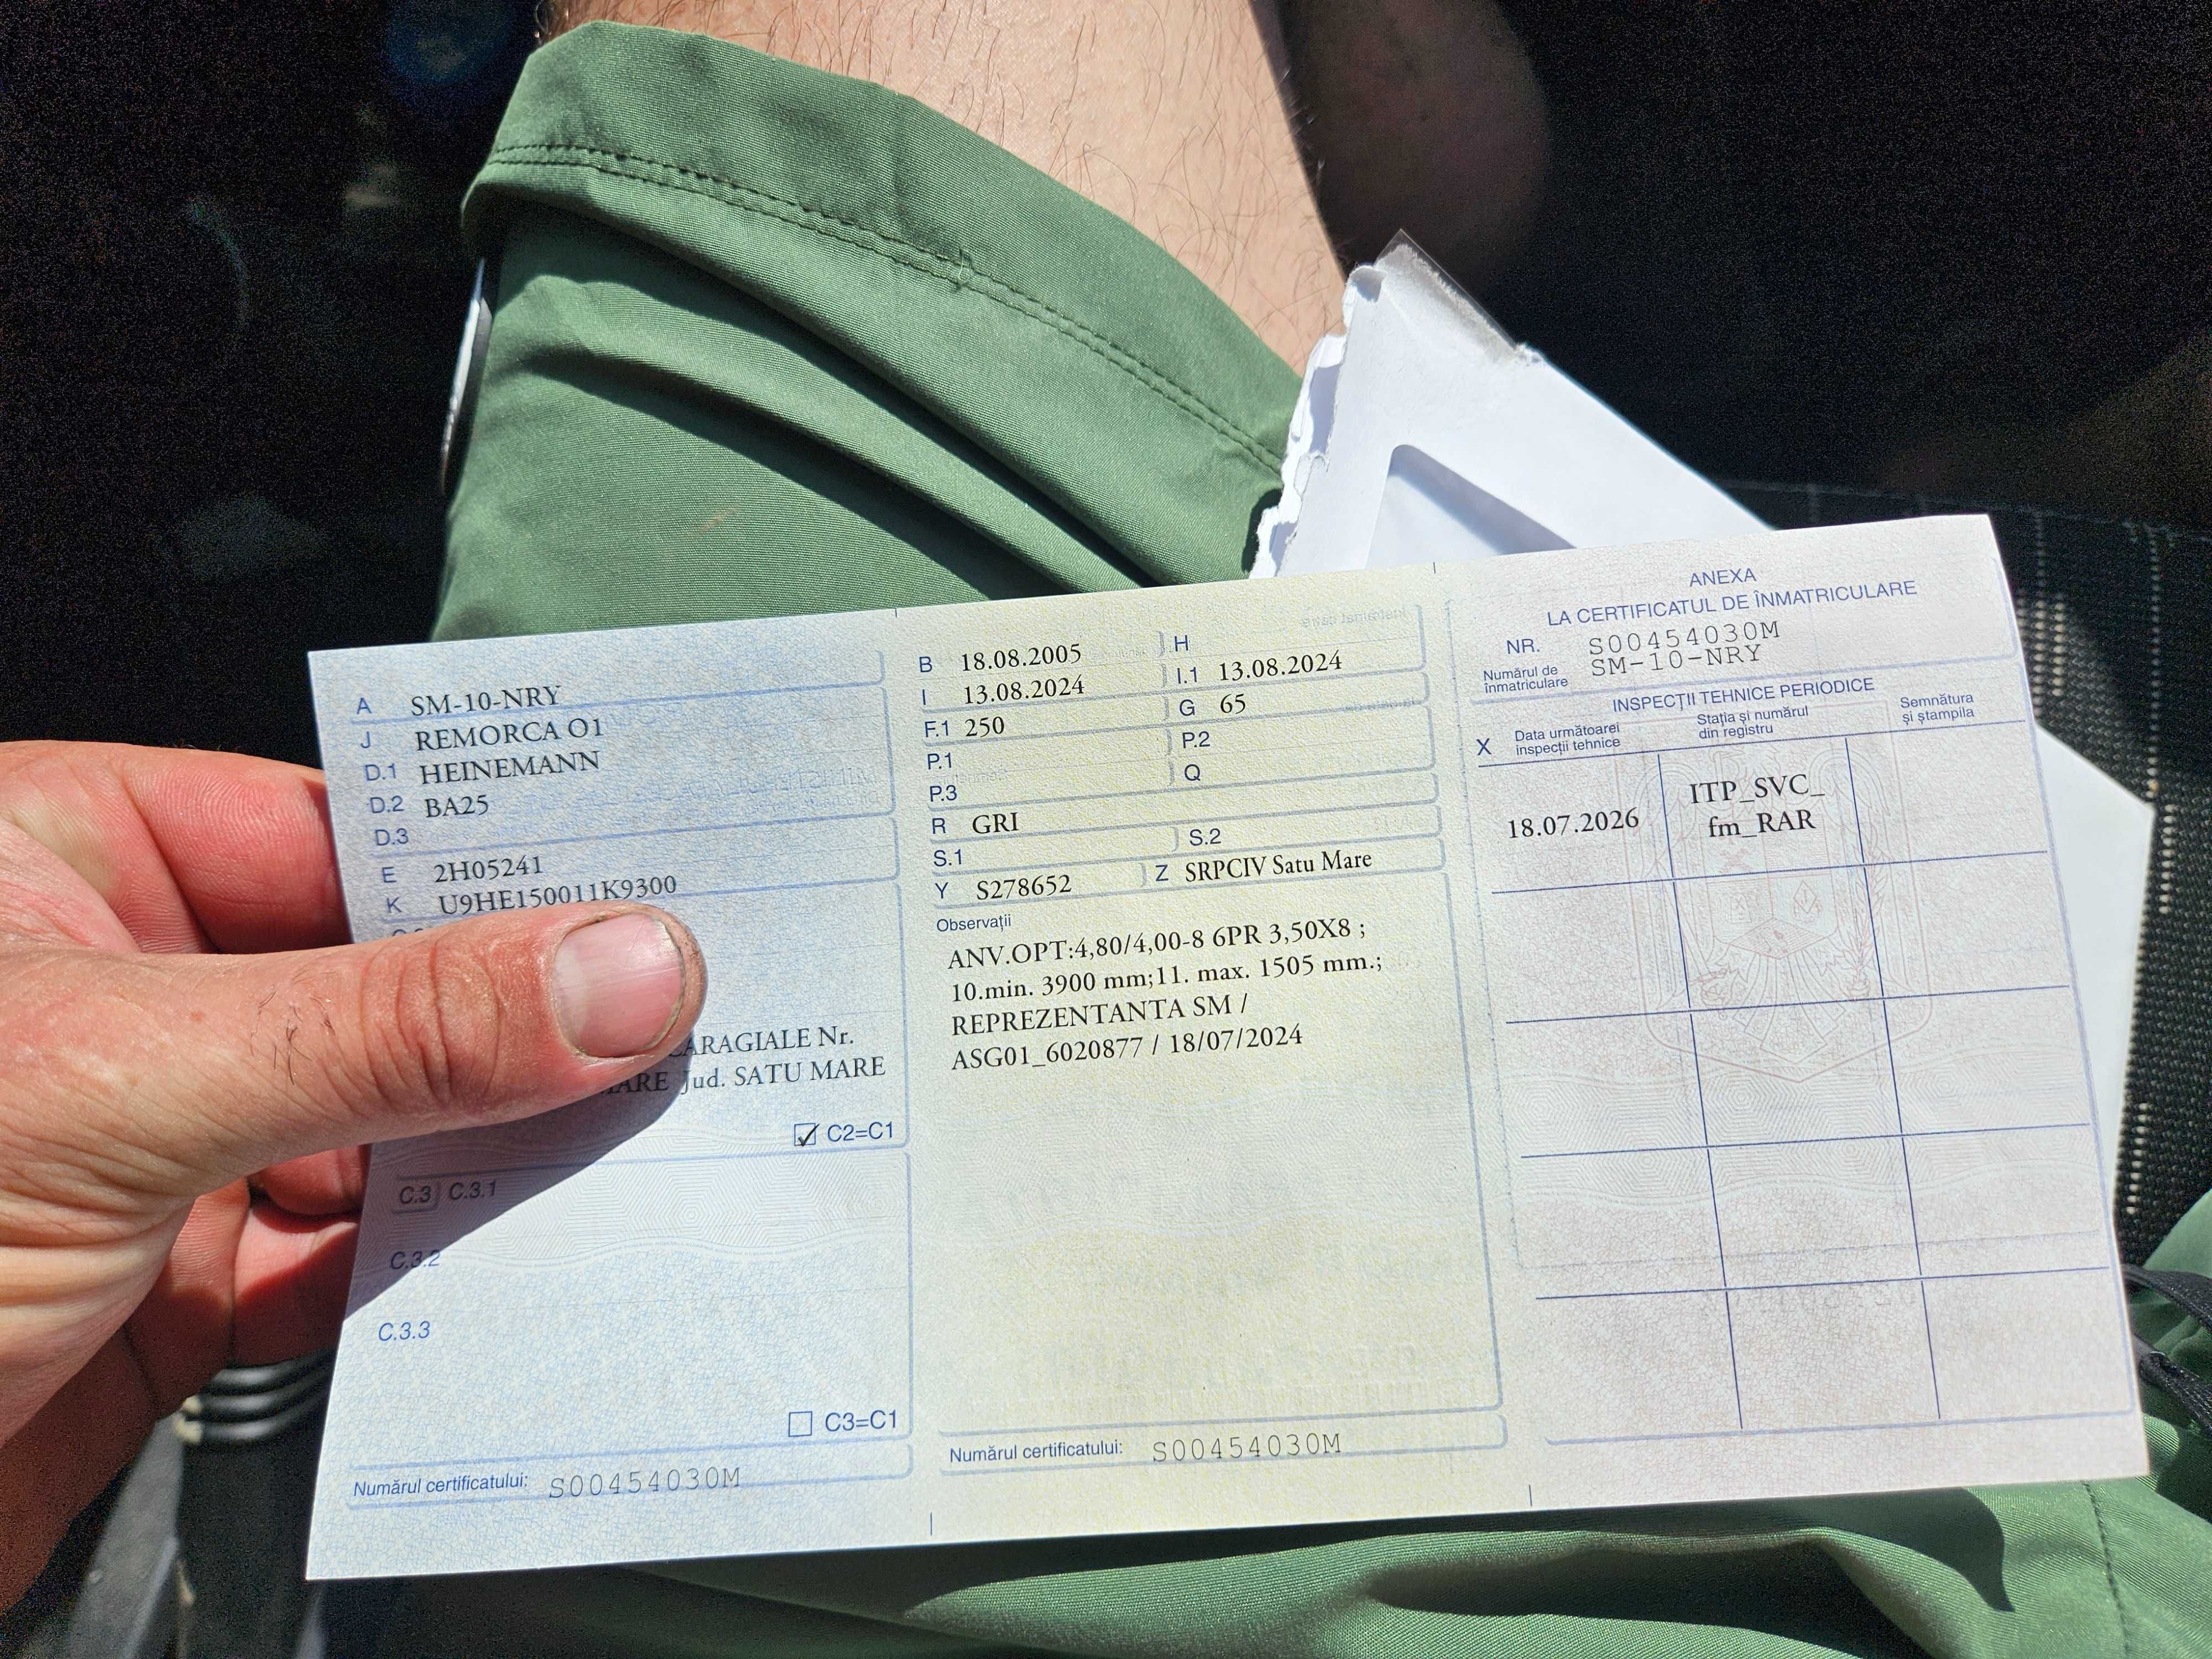 A SM-10-NRY
J REMORCA O1
D.1 HEINEMANN
D.2 BA25
D.3
E 2H05241
K U9HE150011K9300
CARAGIALE Nr.
MARE Jud. SATU MARE
C2=C1
C.3 C.3.1
C.3.2
C.3.3
C3=C1
Numărul certificatului: S00454030M
B 18.08.2005 H
I 13.08.2024 I.1 13.08.2024
F.1 250 G 65
P.1 P.2
P.3 Q
R GRI
S.1 S.2
Y S278652 Z SRPCIV Satu Mare
Observații
ANV.OPT:4,80/4,00-8 6PR 3,50X8 ;
10.min. 3900 mm;11. max. 1505 mm.;
REPREZENTANTA SM /
ASG01_6020877 / 18/07/2024
Numărul certificatului: S00454030M
ANEXA
LA CERTIFICATUL DE ÎNMATRICULARE
NR. S00454030M
Numărul de
înmatriculare SM-10-NRY
INSPECȚII TEHNICE PERIODICE
X Data următoarei
inspecții tehnice
Stația și numărul
din registru
Semnătura
și ștampila
18.07.2026
ITP_SVC_
fm_RAR